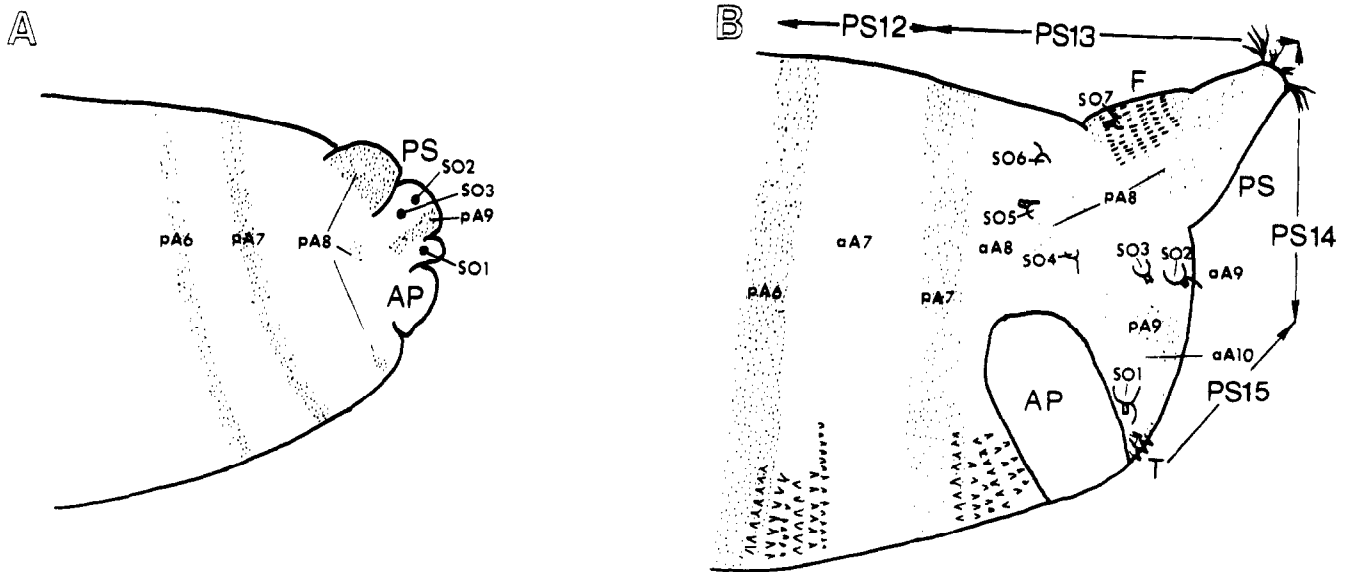 A
PS
SO2
SO3
pA9
pA6
pA7
pA8
SO1
AP
B
PS12
PS13
F
SO7
SO6
pA8
PS
SO5
aA7
aA8
SO4
SO3
SO2
aA9
PS14
pA6
pA7
pA9
aA10
SO1
PS15
AP
T